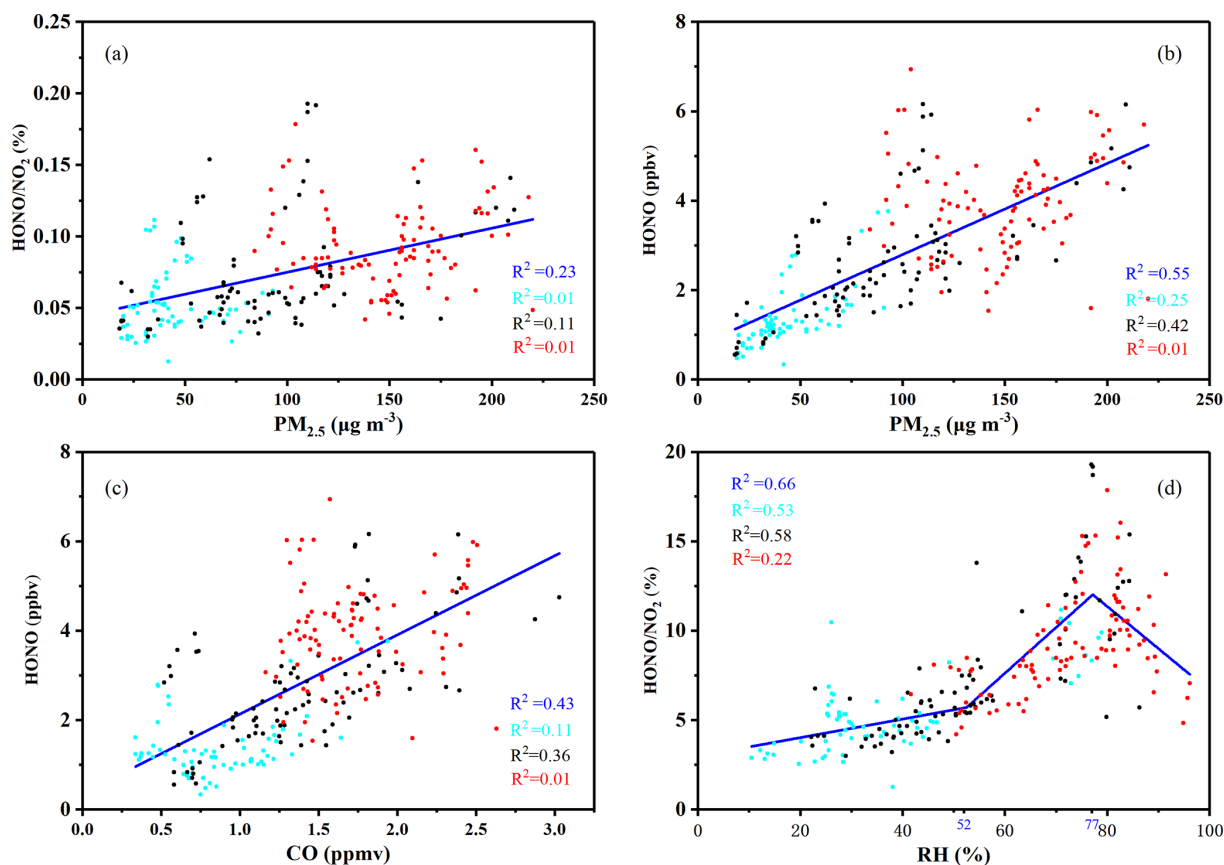 (a)
HONO/NO2 (%)
0.25
0.20
0.15
0.10
0.05
0.00
R2 =0.23
R2 =0.01
R2 =0.11
R2 =0.01
50 100 150 200 250
PM2.5 (μg m-3)
(b)
HONO (ppbv)
8
6
4
2
0
R2 =0.55
R2 =0.25
R2 =0.42
R2 =0.01
0 50 100 150 200 250
PM2.5 (μg m-3)
(c)
HONO (ppbv)
8
6
4
2
0
R2 =0.43
R2 =0.11
R2=0.36
R2=0.01
0.0 0.5 1.0 1.5 2.0 2.5 3.0
CO (ppmv)
(d)
HONO/NO2 (%)
20
15
10
5
0
R2 =0.66
R2 =0.53
R2=0.58
R2=0.22
0 20 40 52 60 77 80 100
RH (%)